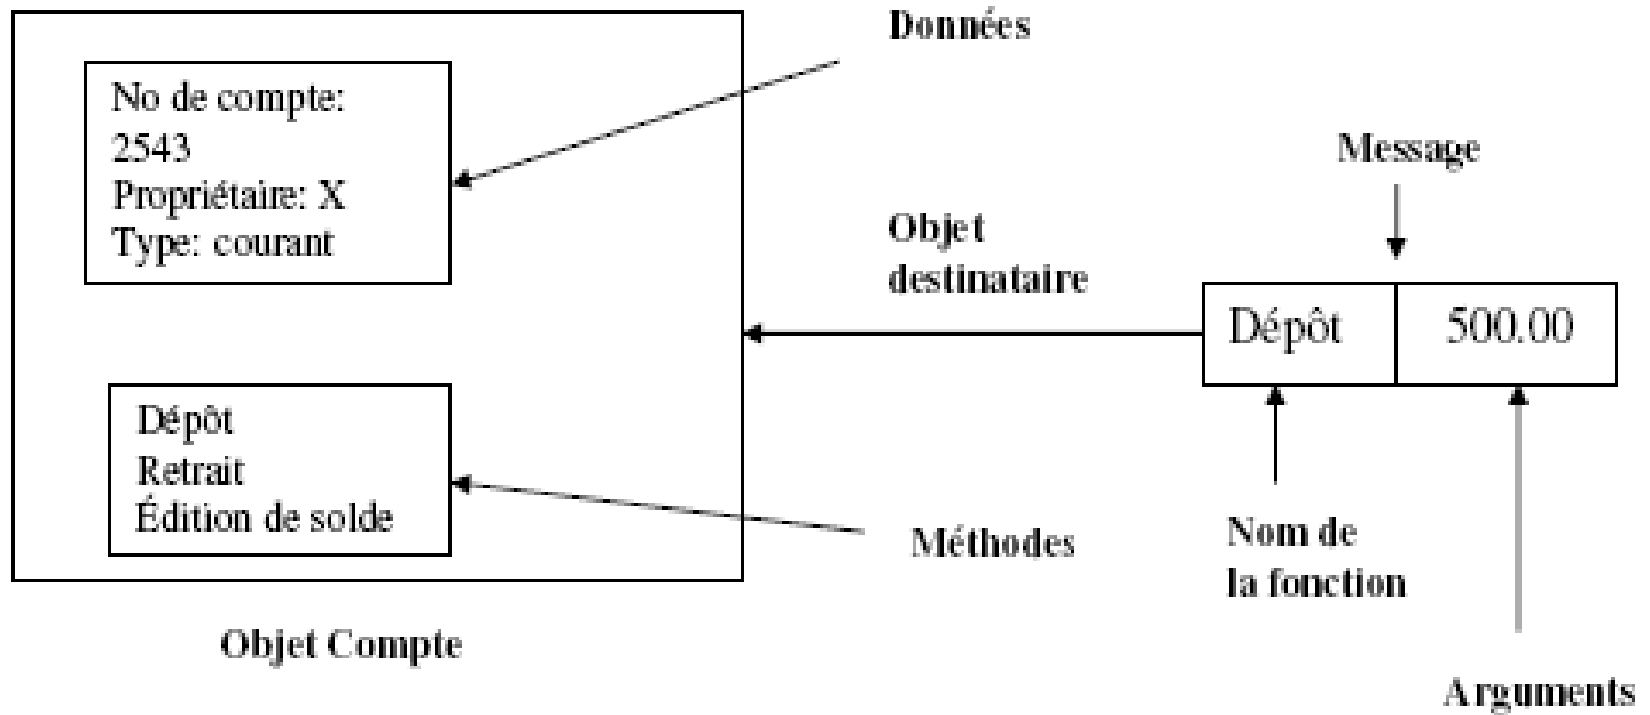 Données
No de compte:
2543
Propriétaire: X
Type: courant
Message
Objet
destinataire
Dépôt 500.00
Dépôt
Retrait
Édition de solde
Méthodes
Nom de
la fonction
Objet Compte
Arguments